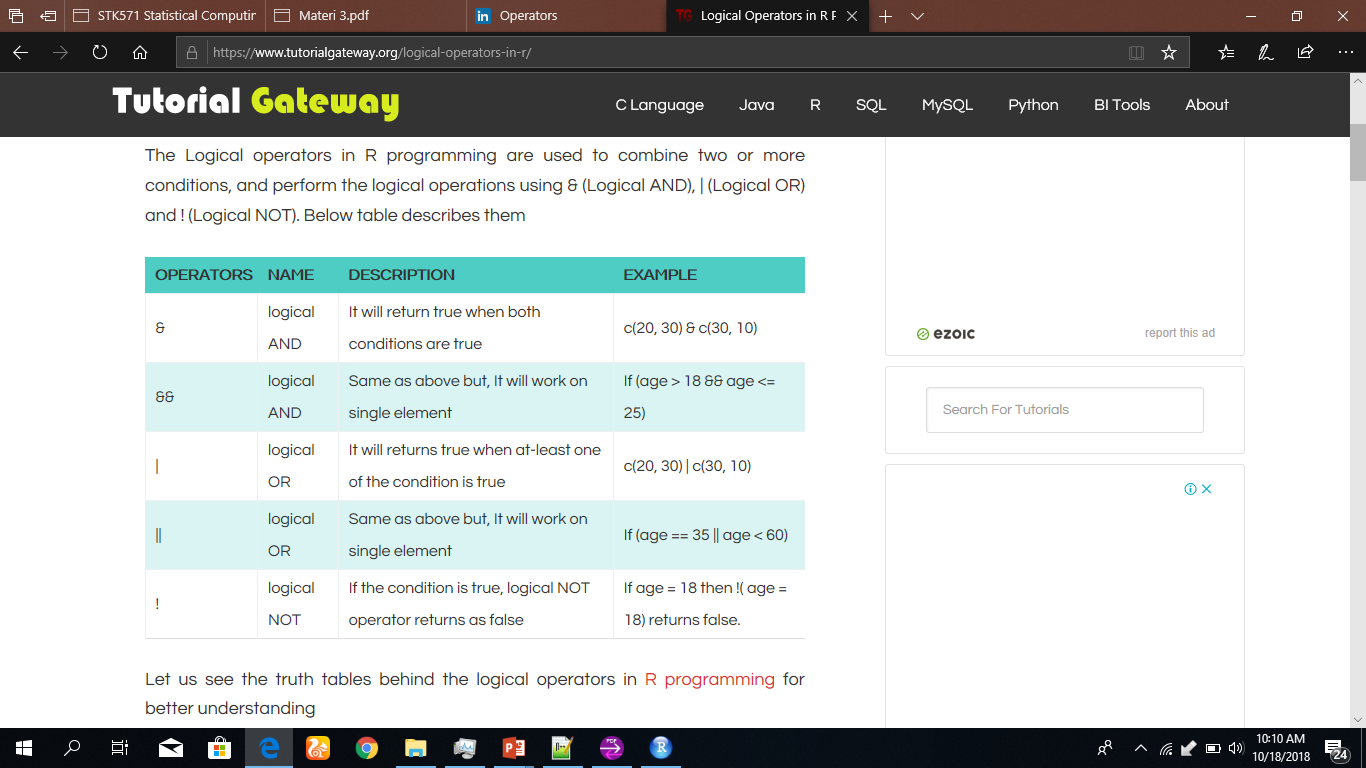 STK571 Statistical Computir
Materi 3.pdf
Operators
TG Logical Operators in R P
https://www.tutorialgateway.org/logical-operators-in-r/
Tutorial Gateway
C Language Java R SQL MySQL Python BI Tools About
The Logical operators in R programming are used to combine two or more
conditions, and perform the logical operations using & (Logical AND), | (Logical OR)
and ! (Logical NOT). Below table describes them
OPERATORS NAME DESCRIPTION EXAMPLE
& logical AND It will return true when both conditions are true c(20, 30) & c(30, 10)
&& logical AND Same as above but, It will work on single element If (age > 18 && age <= 25)
| logical OR It will returns true when at-least one of the condition is true c(20, 30) | c(30, 10)
|| logical OR Same as above but, It will work on single element If (age == 35 || age < 60)
! logical NOT If the condition is true, logical NOT operator returns as false If age = 18 then !( age = 18) returns false.
Let us see the truth tables behind the logical operators in R programming for
better understanding
ezoic
report this ad
Search For Tutorials
10:10 AM
10/18/2018
24